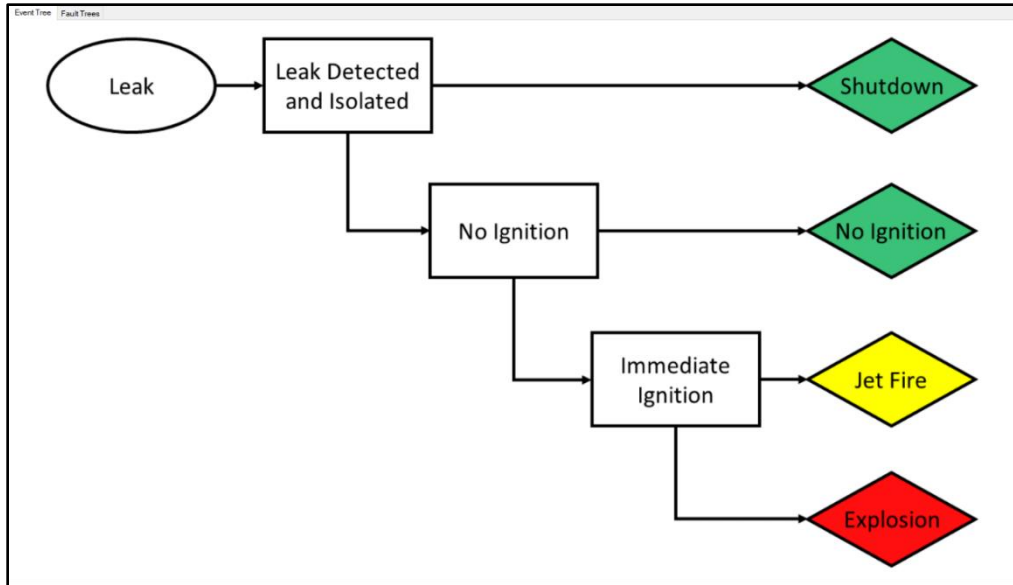 Event Tree Fault Trees
Leak
Leak Detected
and Isolated
Shutdown
No Ignition
No Ignition
Immediate
Ignition
Jet Fire
Explosion